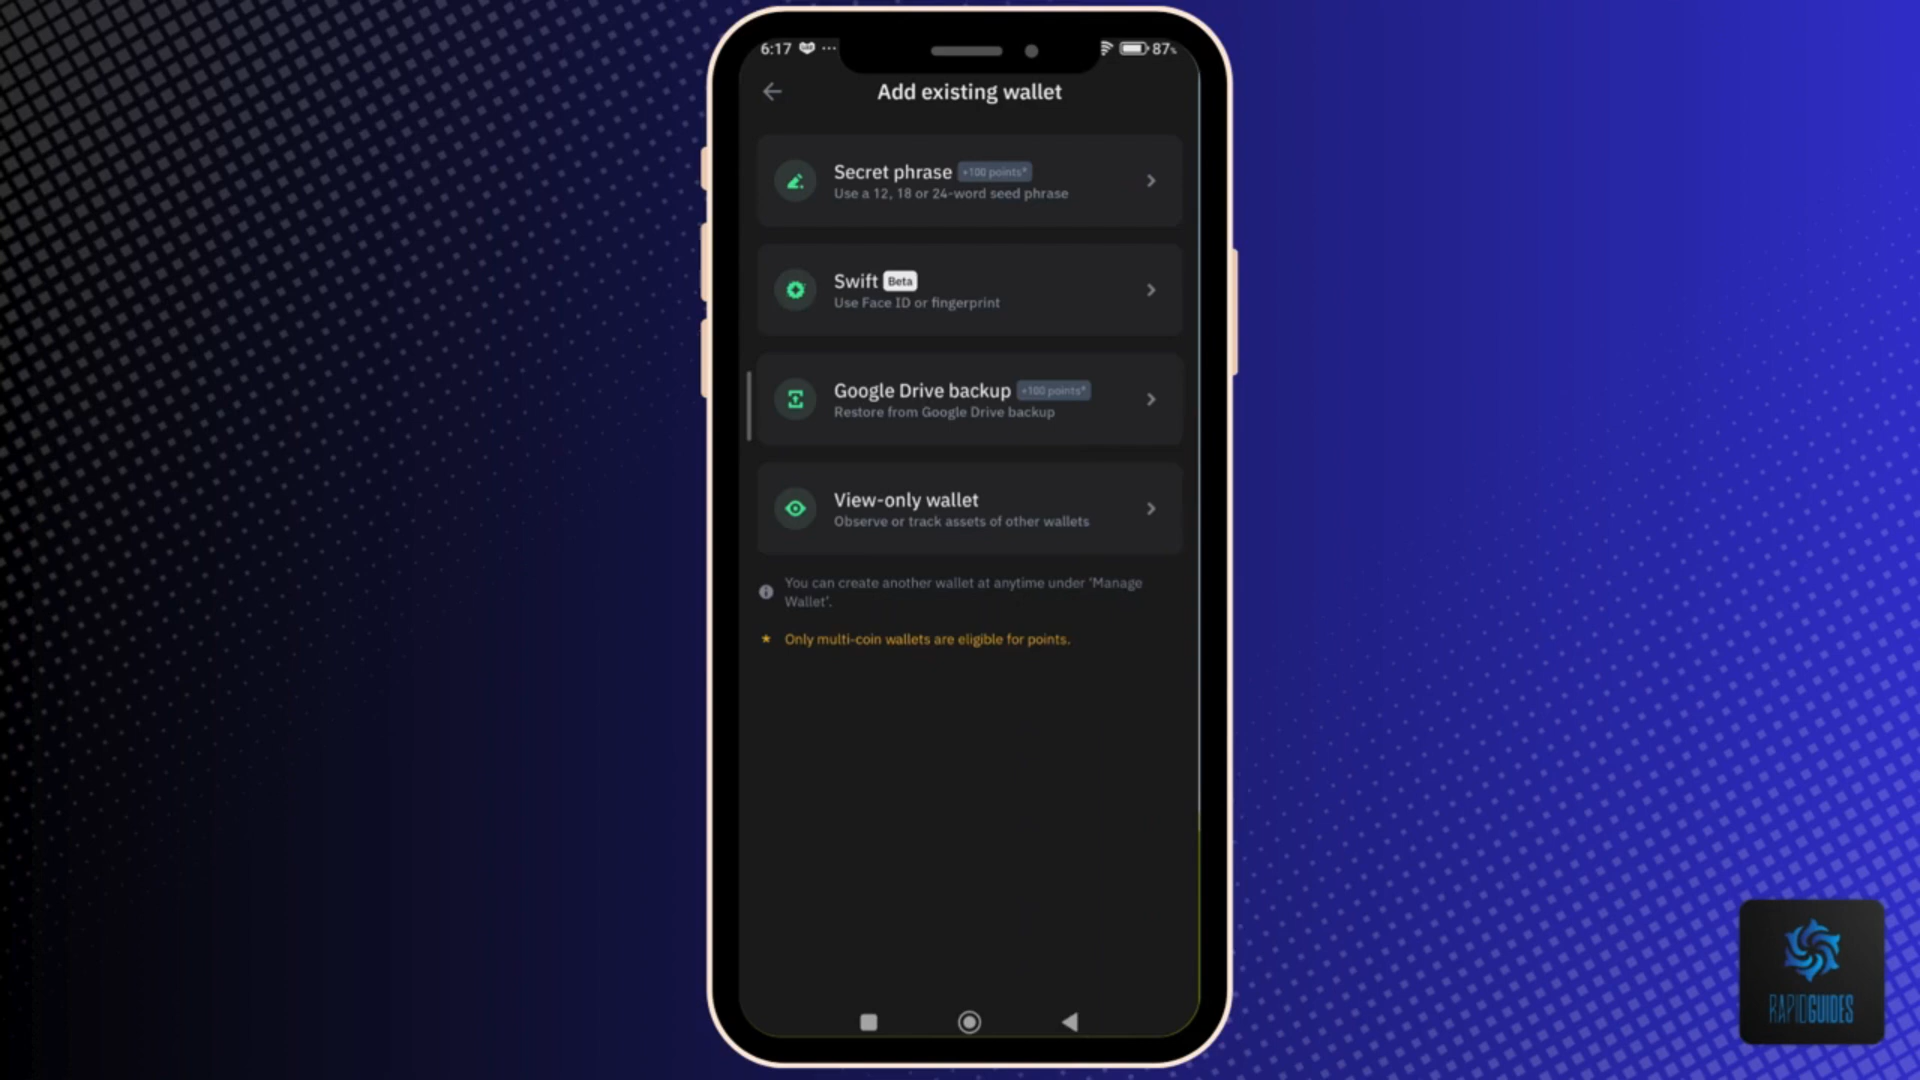 6:17 ... 87%
Add existing wallet
Secret phrase +100 points*
Use a 12, 18 or 24-word seed phrase
Swift Beta
Use Face ID or fingerprint
Google Drive backup +100 points*
Restore from Google Drive backup
View-only wallet
Observe or track assets of other wallets
You can create another wallet at anytime under 'Manage
Wallet'.
* Only multi-coin wallets are eligible for points.
RAPIDGUIDES